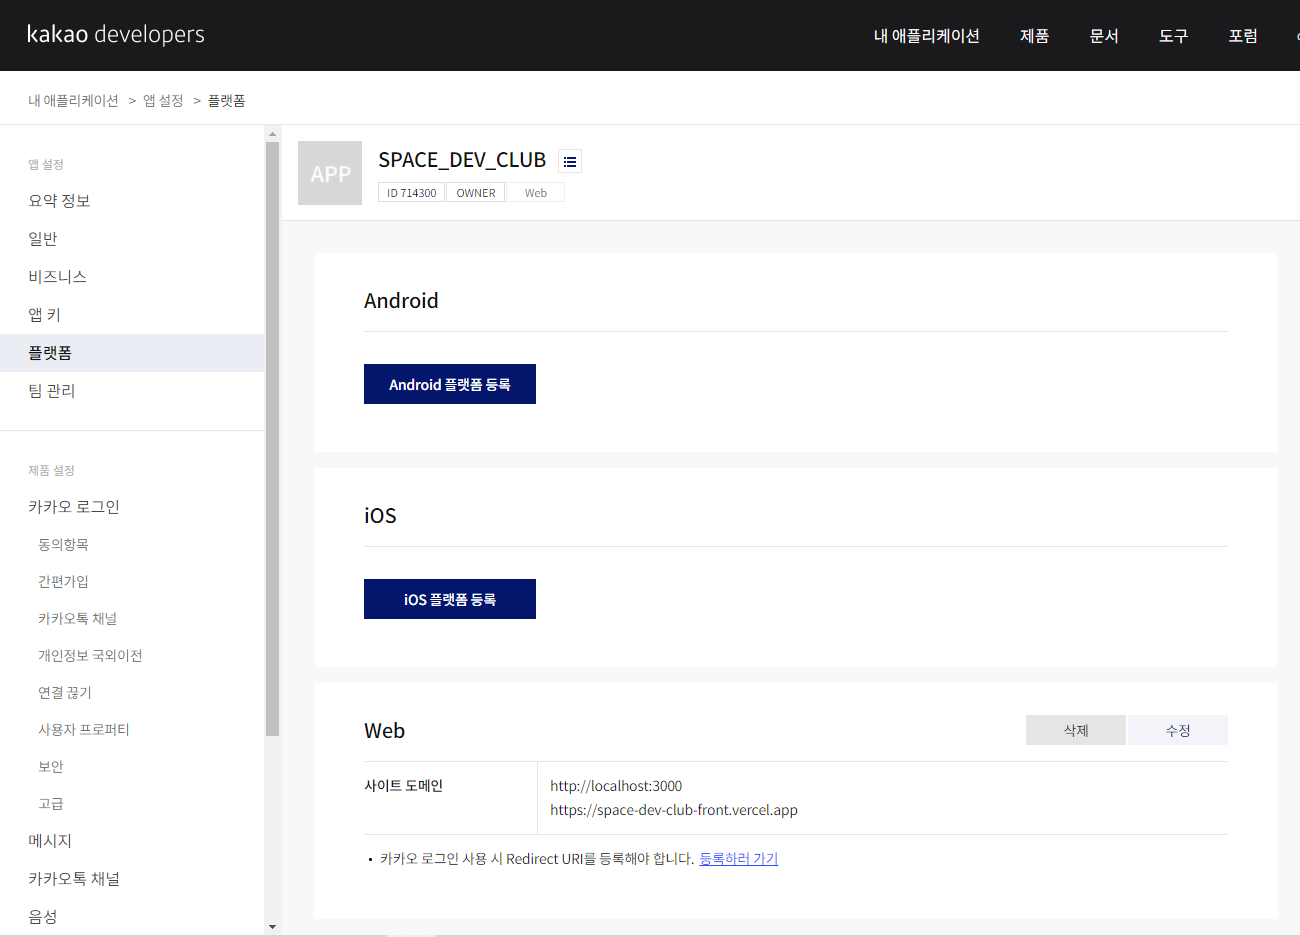 kakao developers
내 애플리케이션 제품 문서 도구 포럼
내 애플리케이션 > 앱 설정 > 플랫폼
앱 설정
요약 정보
일반
비즈니스
앱 키
플랫폼
팀 관리
제품 설정
카카오 로그인
동의항목
간편가입
카카오톡 채널
개인정보 국외이전
연결 끊기
사용자 프로퍼티
보안
고급
메시지
카카오톡 채널
음성
APP
SPACE_DEV_CLUB
ID 714300 OWNER Web
Android
Android 플랫폼 등록
iOS
iOS 플랫폼 등록
Web
삭제 수정
사이트 도메인
http://localhost:3000
https://space-dev-club-front.vercel.app
• 카카오 로그인 사용 시 Redirect URI를 등록해야 합니다. 등록하러 가기